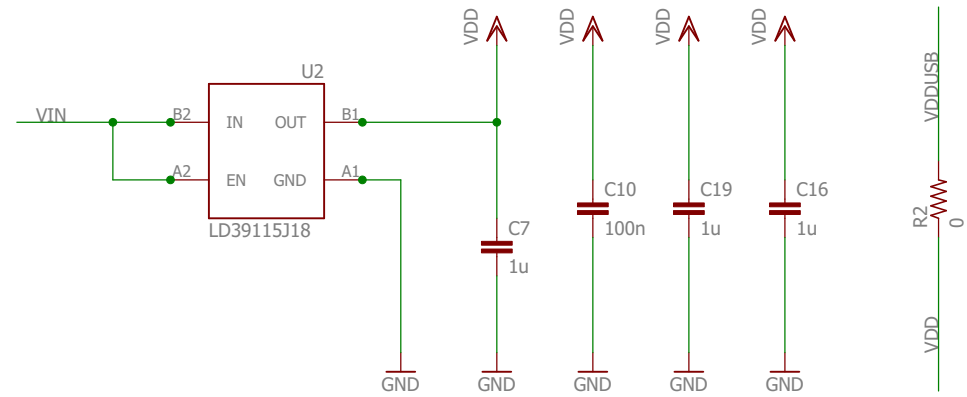 VDD
VDD
VDD
VDD
VDDUSB
U2
VIN
B2
IN
OUT
B1
A2
EN
GND
A1
LD39115J18
C7
1u
C10
100n
C19
1u
C16
1u
R2
0
VDD
GND
GND
GND
GND
GND